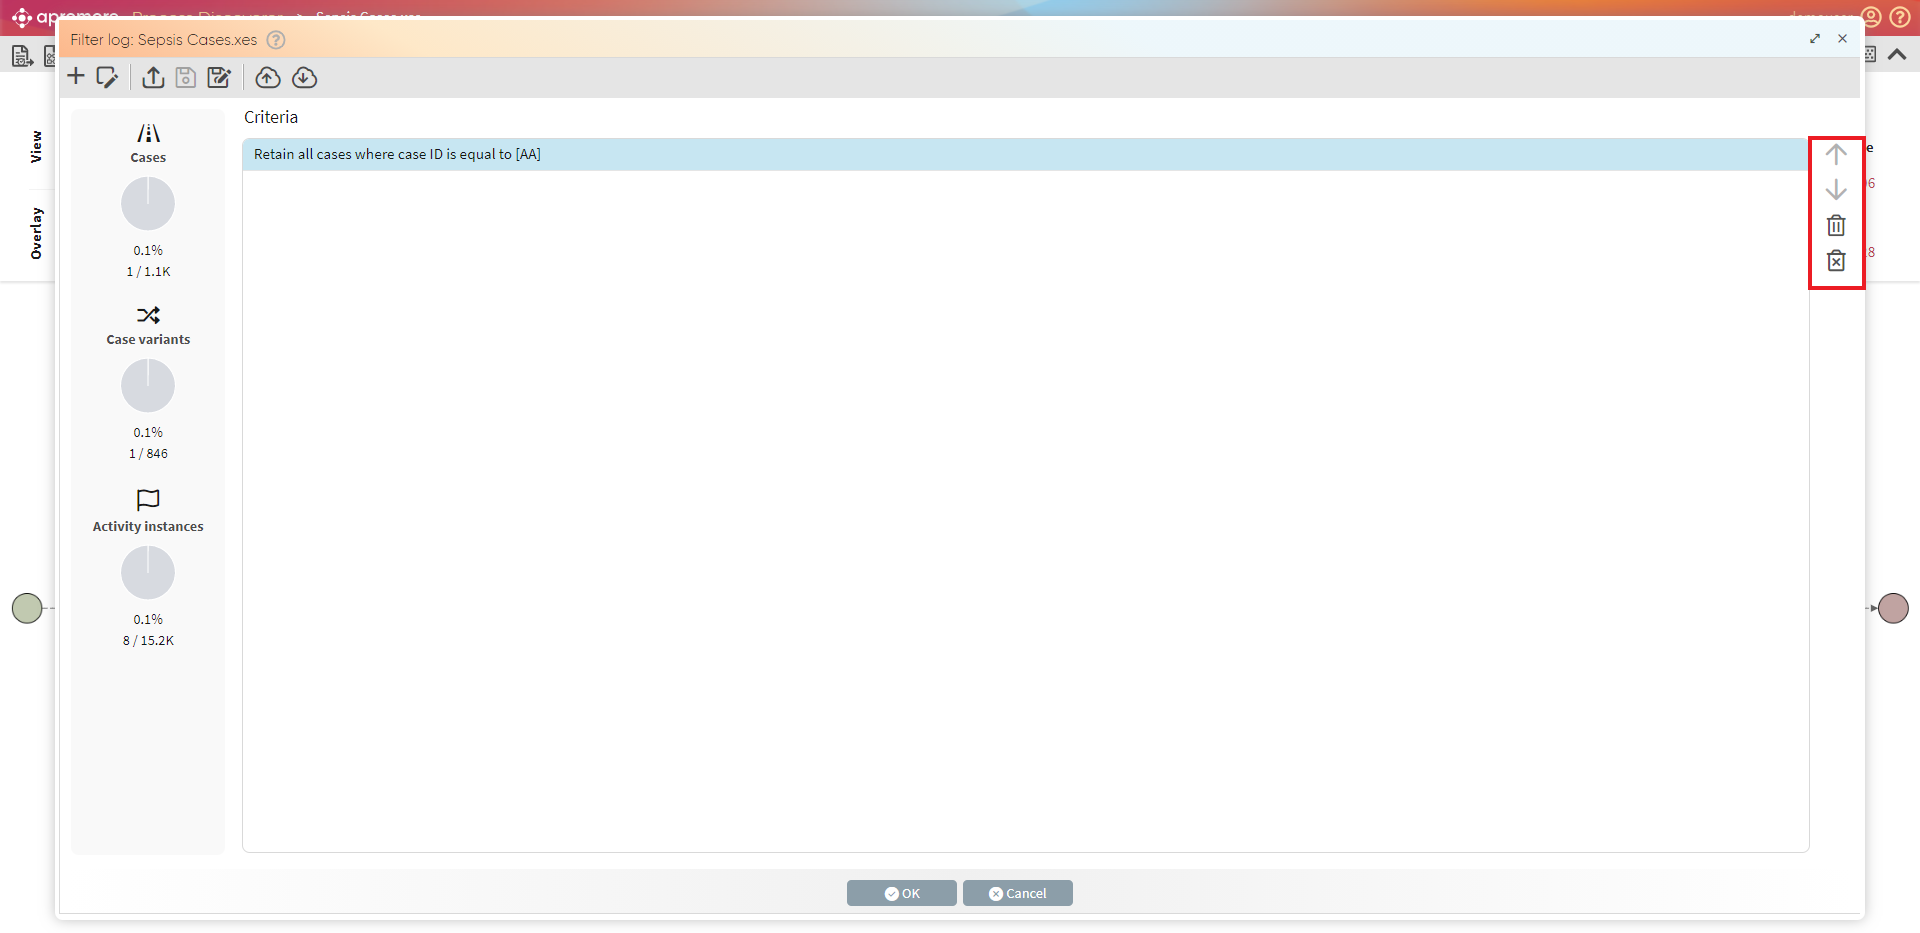 Filter log: Sepsis Cases.xes
View
Overlay
Criteria
Retain all cases where case ID is equal to [AA]
Cases
0.1%
1 / 1.1K
Case variants
0.1%
1 / 846
Activity instances
0.1%
8 / 15.2K
OK
Cancel